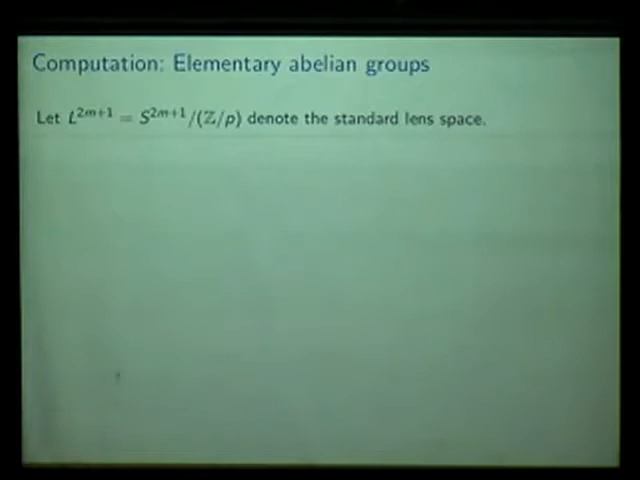 Computation: Elementary abelian groups
Let L^{2m+1} = S^{2m+1}/(ℤ/p) denote the standard lens space.